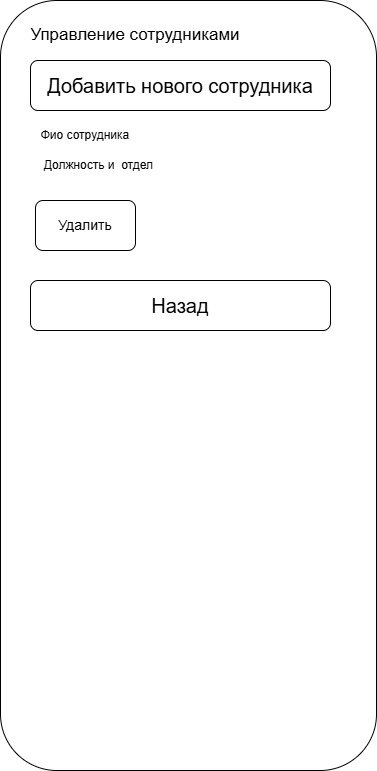 Управление сотрудниками
Добавить нового сотрудника
Фио сотрудника
Должность и  отдел
Удалить
Назад